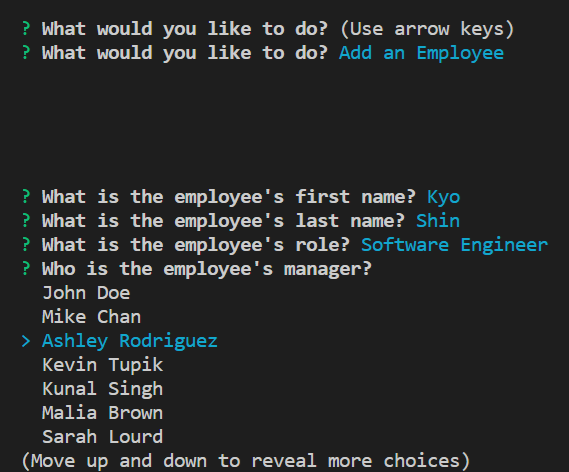 ? What would you like to do? (Use arrow keys)
? What would you like to do? Add an Employee
? What is the employee's first name? Kyo
? What is the employee's last name? Shin
? What is the employee's role? Software Engineer
? Who is the employee's manager?
John Doe
Mike Chan
> Ashley Rodriguez
Kevin Tupik
Kunal Singh
Malia Brown
Sarah Lourd
(Move up and down to reveal more choices)